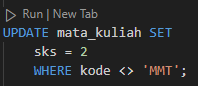 Run | New Tab
UPDATE mata_kuliah SET
sks = 2
WHERE kode <> 'MMT';